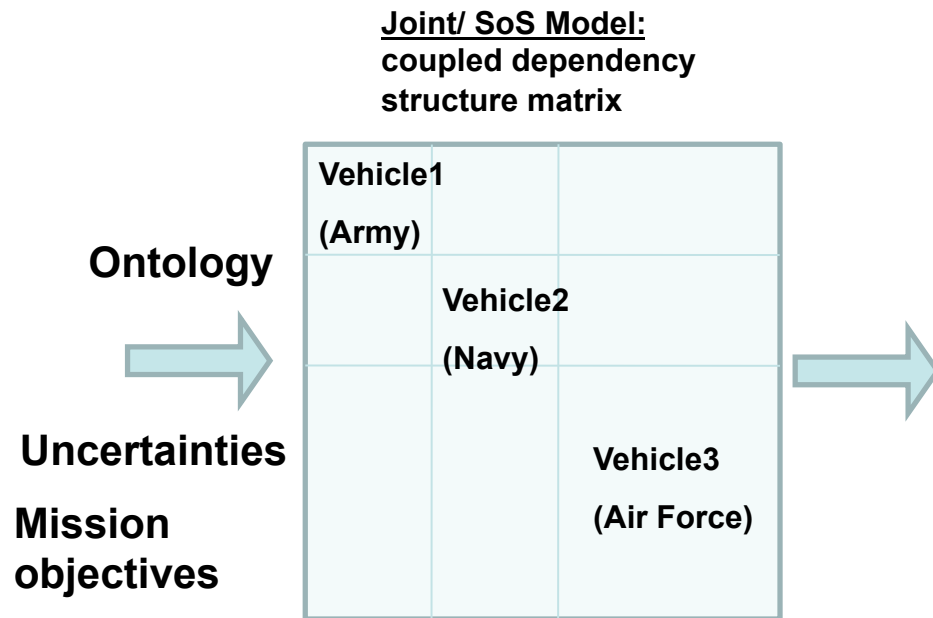 Joint/ SoS Model:
coupled dependency
structure matrix
Vehicle1
(Army)
Ontology
Vehicle2
(Navy)
Uncertainties
Vehicle3
(Air Force)
Mission
objectives